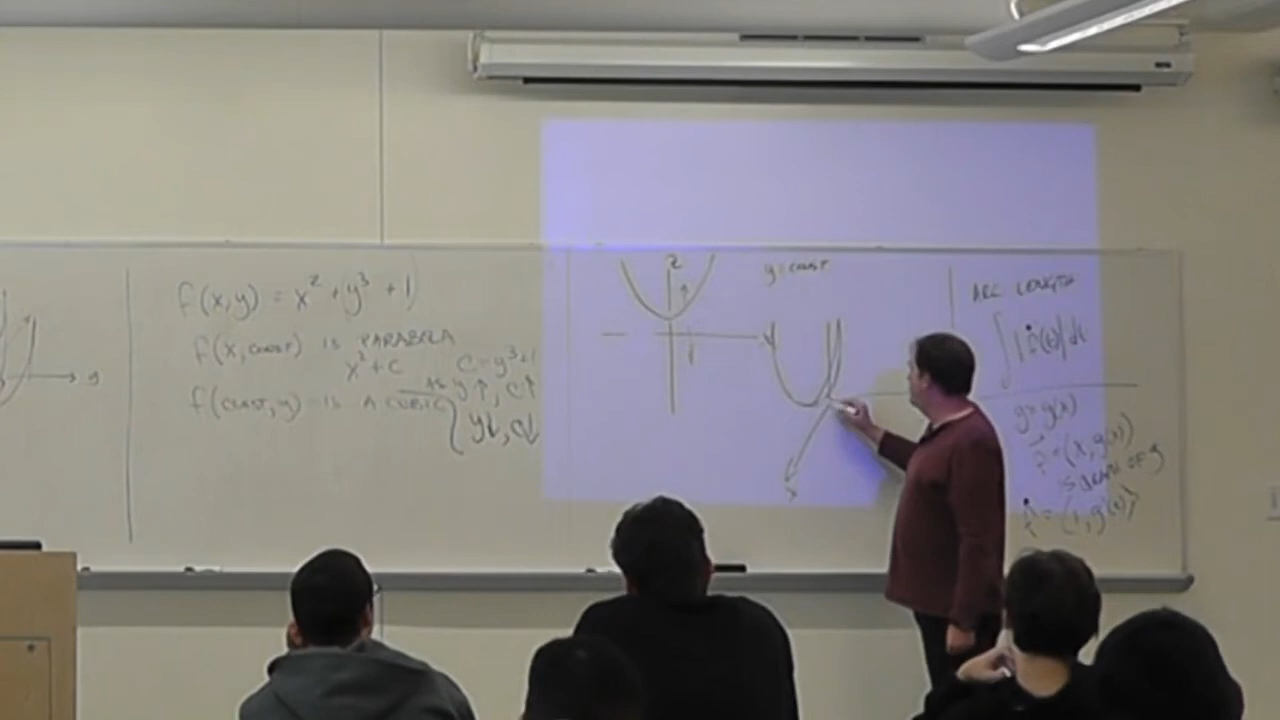 y
f(x,y) = x² + (y³ + 1)
f(x,const) IS PARABOLA
x² + C
C = y³+1
AS y↑, C↑
f(const,y) IS A CUBIC
y↓, C↓
z
y = const
x
ARC LENGTH
∫|ṙ(t)|dt
y = g(x)
r⃗ = (x, g(x))
IS GRAPH OF g
= ⟨1, g'(x)⟩